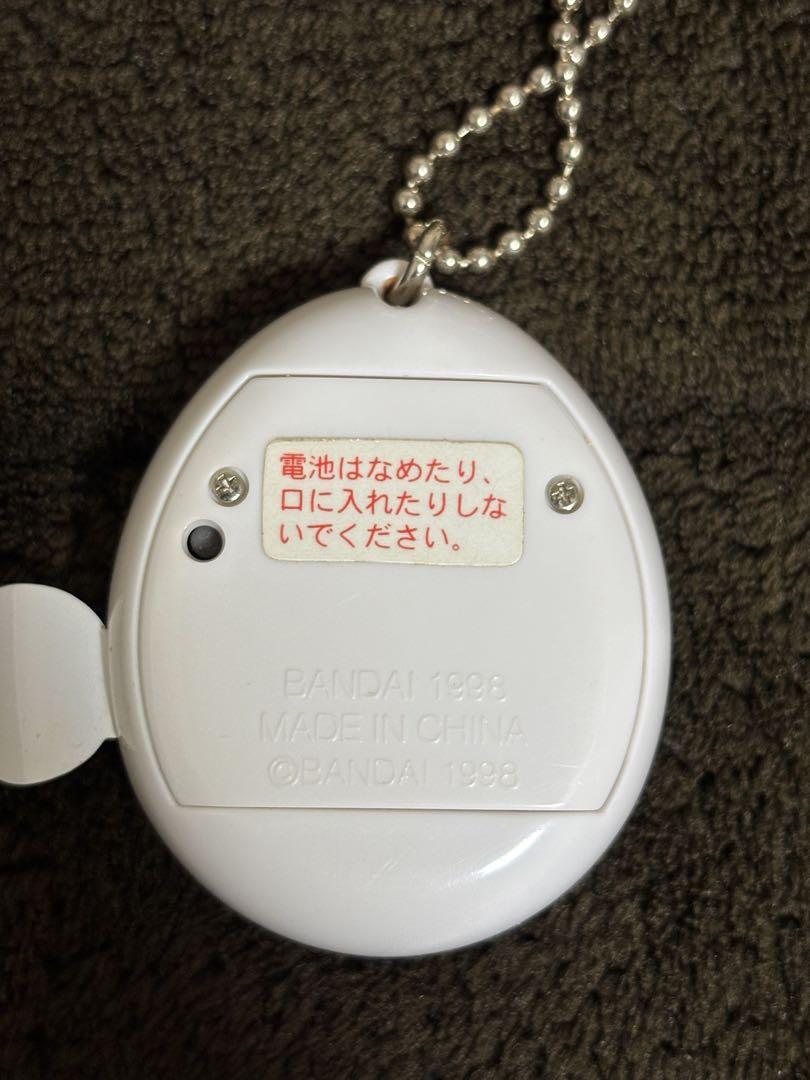 電池はなめたり、
口に入れたりしな
いでください。
BANDAI 1998
MADE IN CHINA
©BANDAI 1998